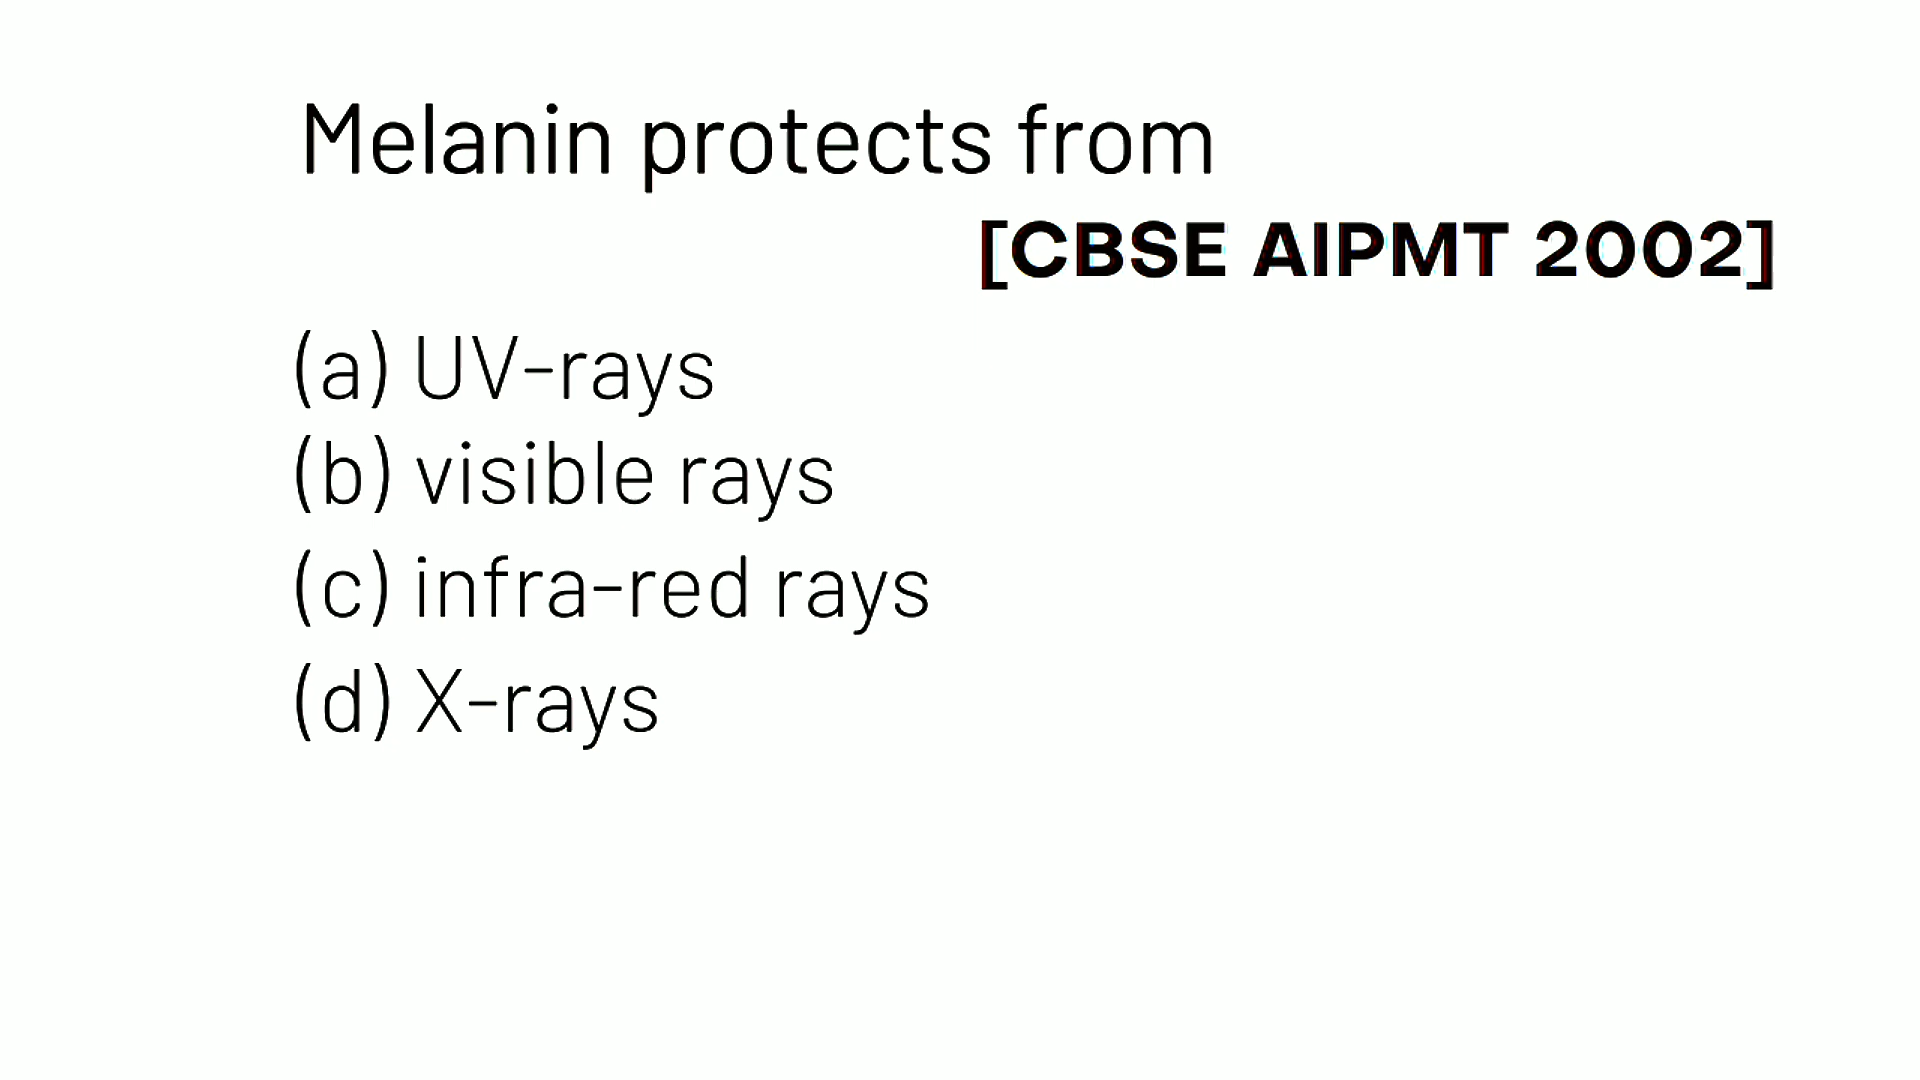 Melanin protects from
[CBSE AIPMT 2002]
(a) UV-rays
(b) visible rays
(c) infra-red rays
(d) X-rays